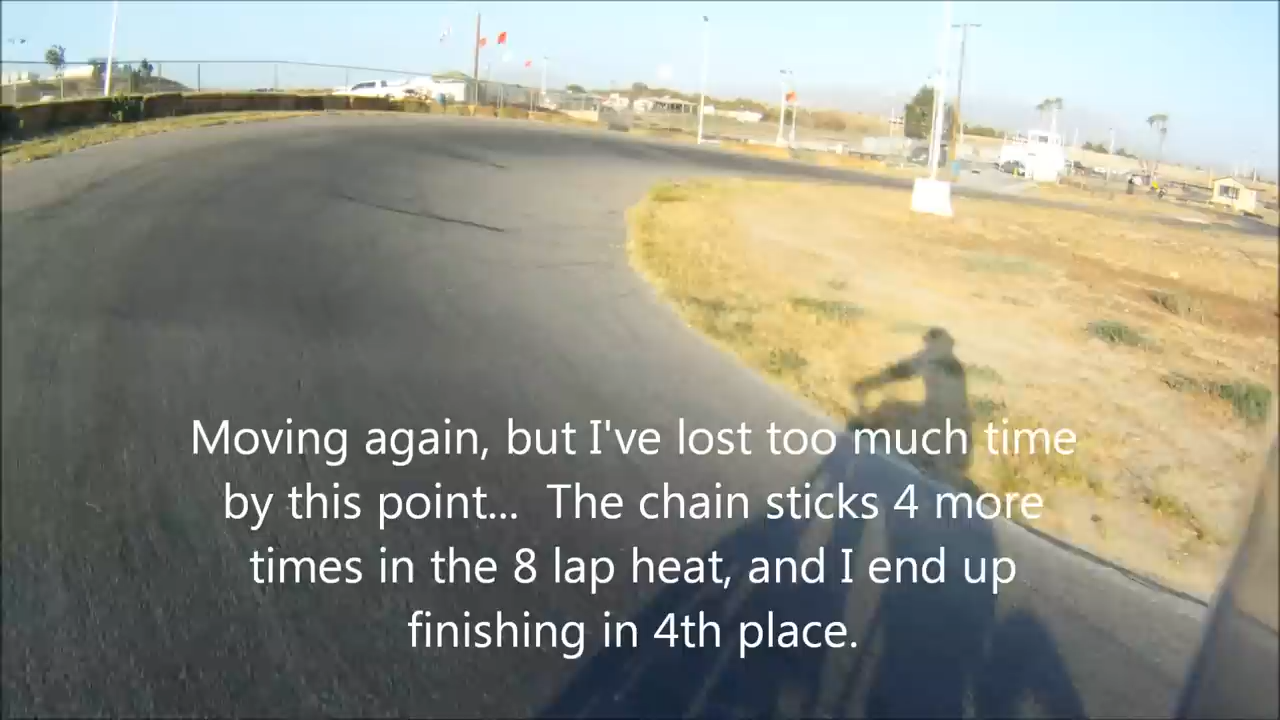 Moving again, but I've lost too much time
by this point...  The chain sticks 4 more
times in the 8 lap heat, and I end up
finishing in 4th place.